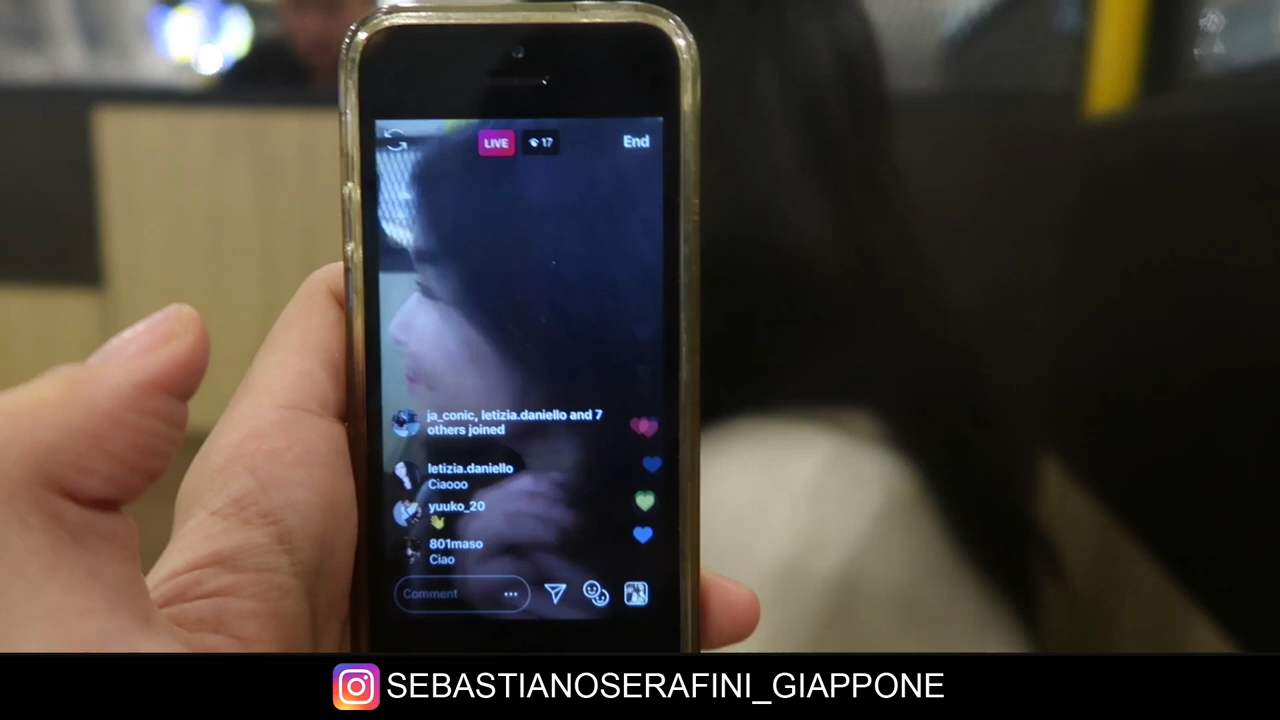 LIVE 17 End
ja_conic, letizia.daniello and 7
others joined
letizia.daniello
Ciaooo
yuuko_20
👋
801maso
Ciao
Comment
SEBASTIANOSERAFINI_GIAPPONE